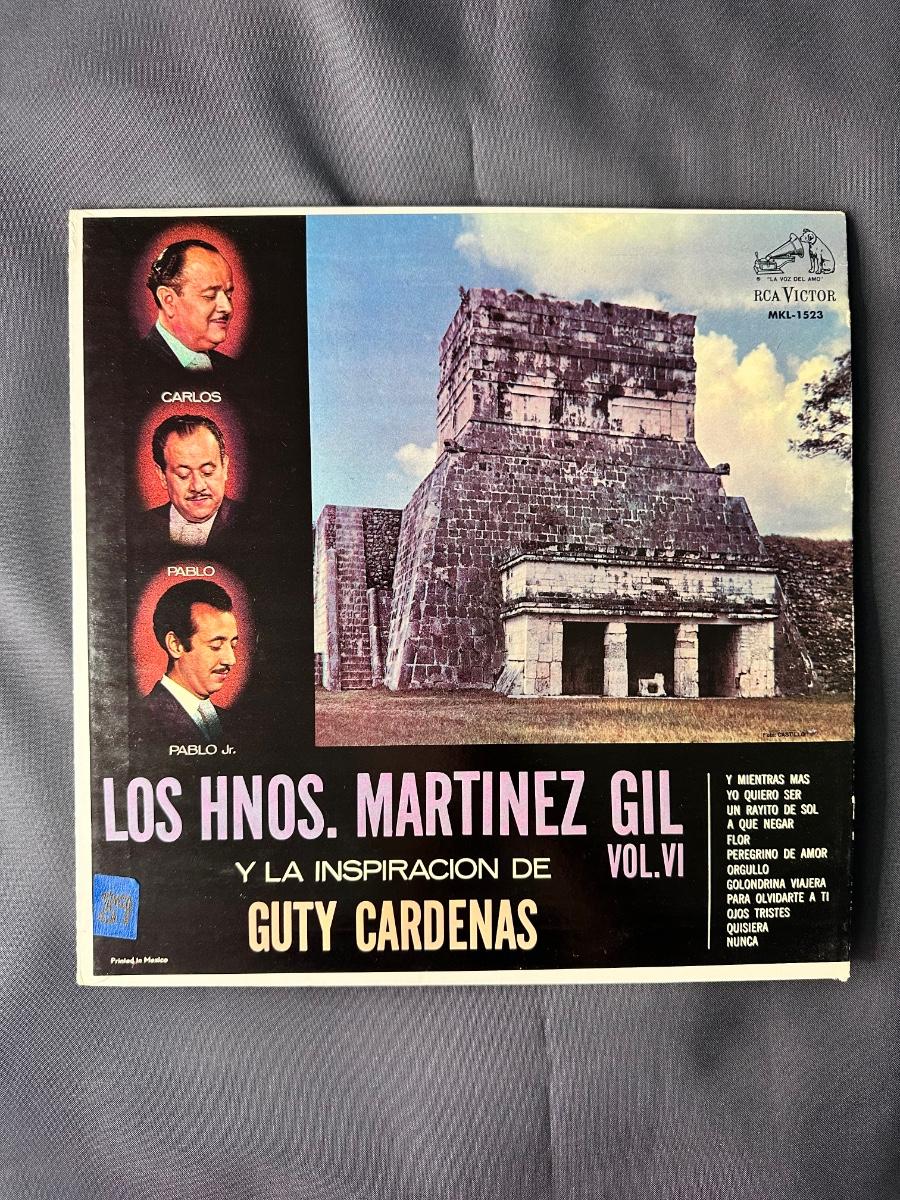 CARLOS
PABLO
PABLO Jr.
® "LA VOZ DEL AMO"
RCA VICTOR
MKL-1523
Foto: CASTILLO
LOS HNOS. MARTINEZ GIL
VOL.VI
Y LA INSPIRACION DE
GUTY CARDENAS
Y MIENTRAS MAS
YO QUIERO SER
UN RAYITO DE SOL
A QUE NEGAR
FLOR
PEREGRINO DE AMOR
ORGULLO
GOLONDRINA VIAJERA
PARA OLVIDARTE A TI
OJOS TRISTES
QUISIERA
NUNCA
Printed in Mexico